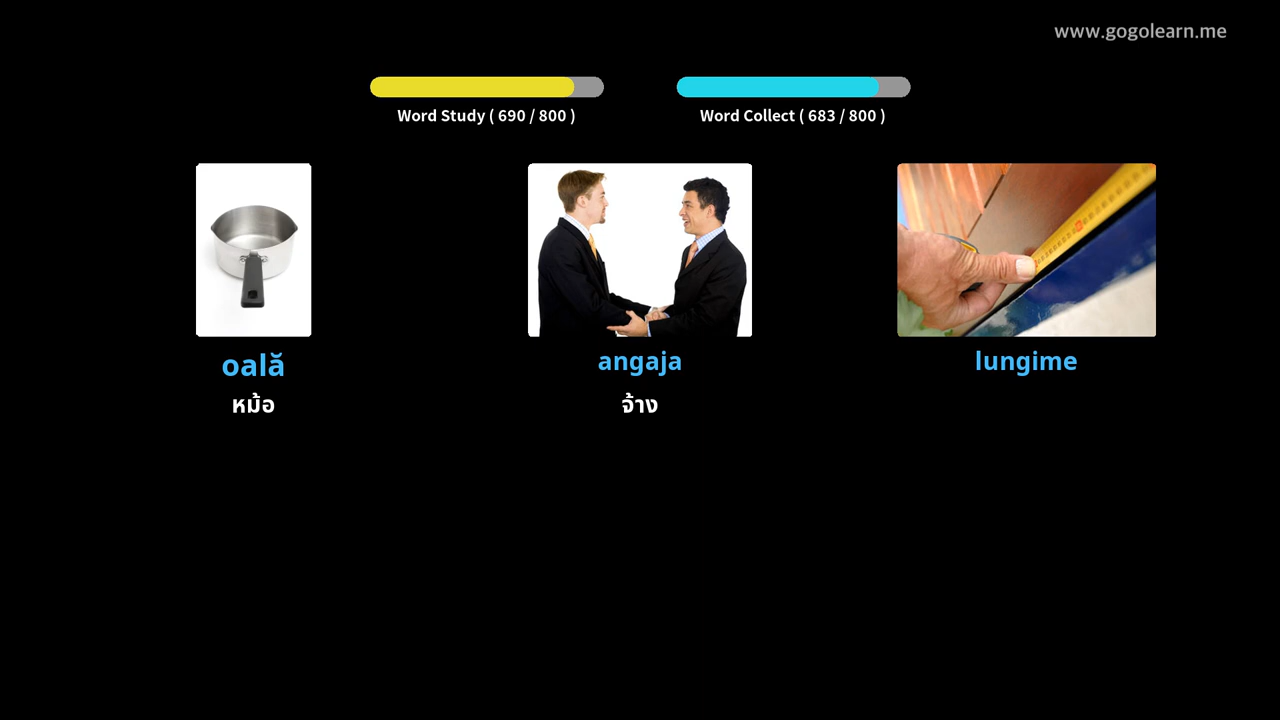 www.gogolearn.me
Word Study ( 690 / 800 )
Word Collect ( 683 / 800 )
oală
angaja
lungime
หม้อ
จ้าง